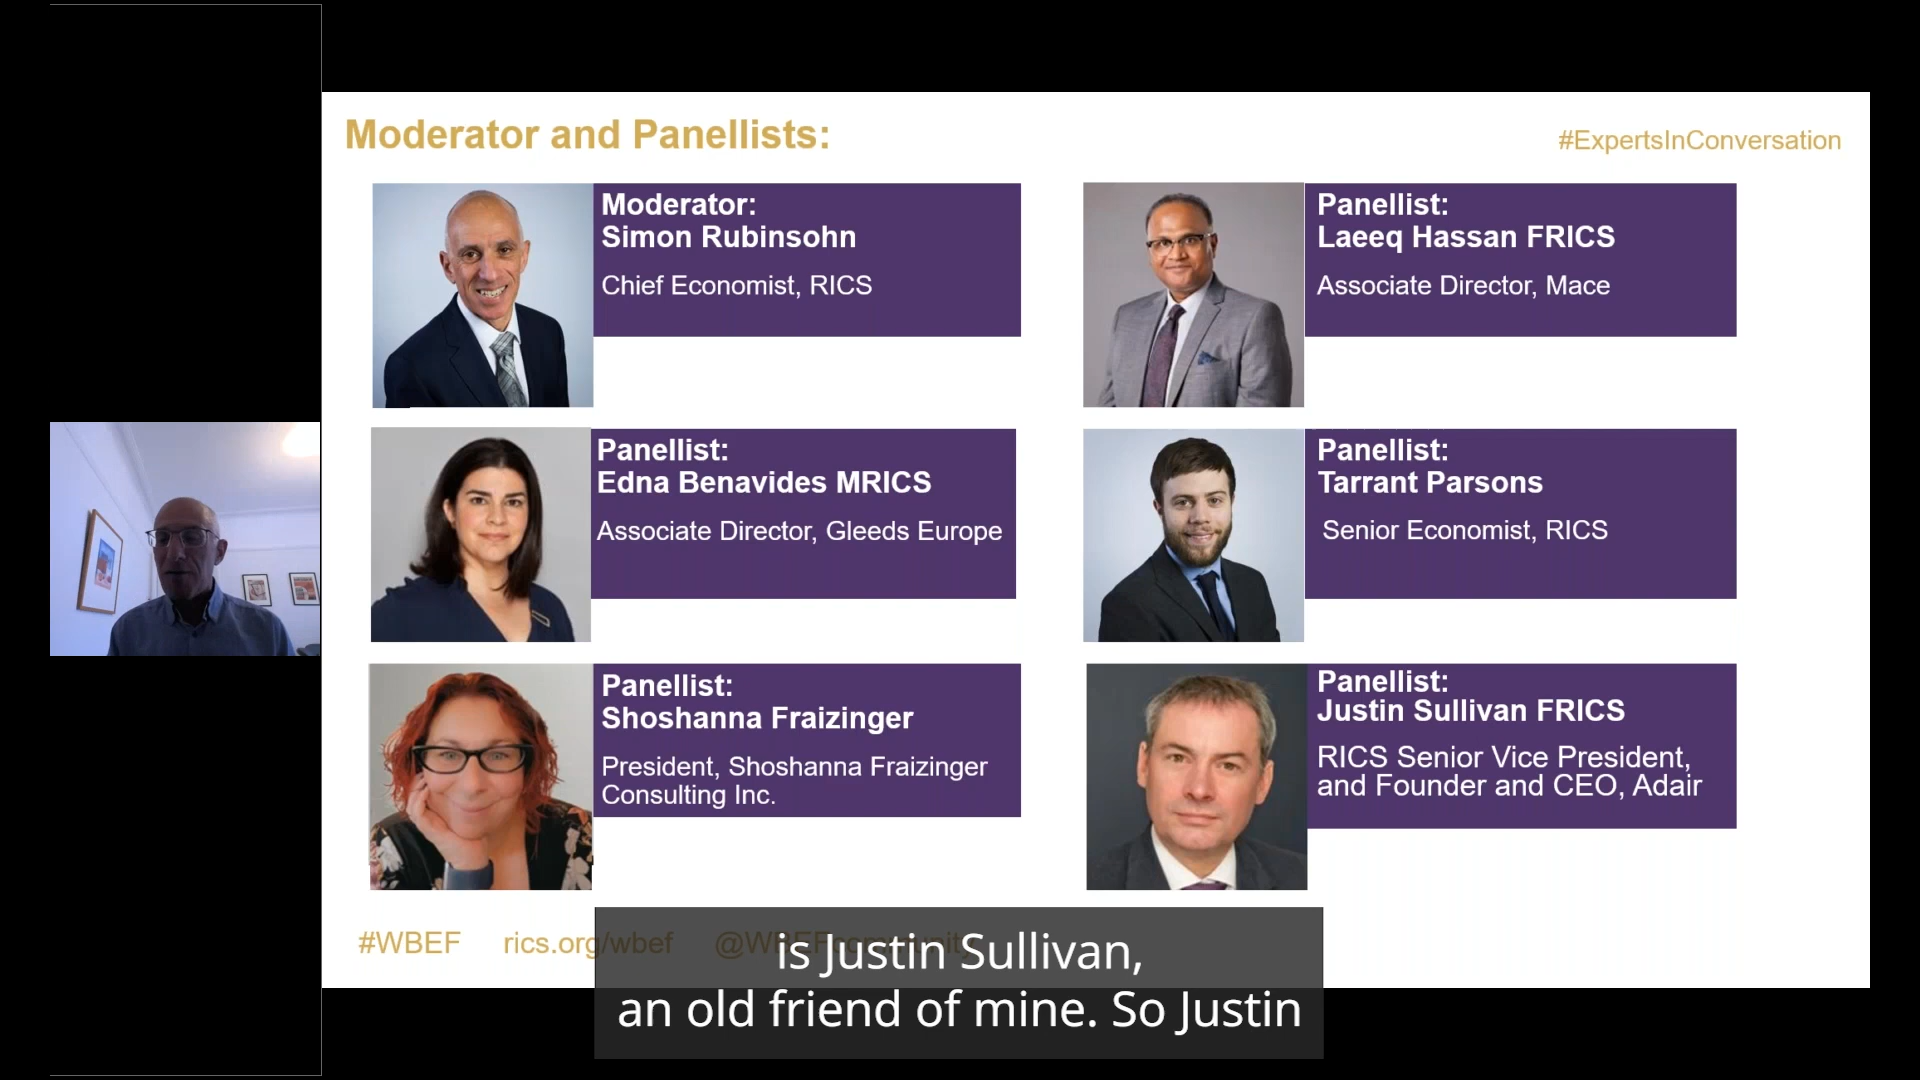 Moderator and Panellists:
#ExpertsInConversation
Moderator:
Simon Rubinsohn
Chief Economist, RICS
Panellist:
Laeeq Hassan FRICS
Associate Director, Mace
Panellist:
Edna Benavides MRICS
Associate Director, Gleeds Europe
Panellist:
Tarrant Parsons
Senior Economist, RICS
Panellist:
Shoshanna Fraizinger
President, Shoshanna Fraizinger
Consulting Inc.
Panellist:
Justin Sullivan FRICS
RICS Senior Vice President,
and Founder and CEO, Adair
#WBEF rics.org/wbef
is Justin Sullivan,
an old friend of mine. So Justin